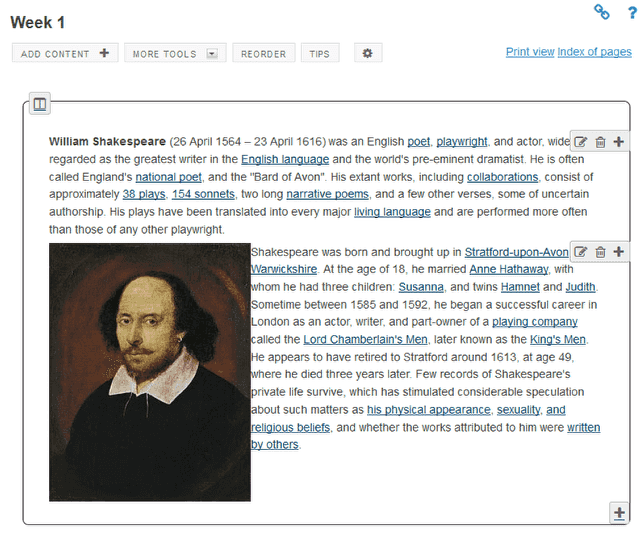 Week 1
?
ADD CONTENT
MORE TOOLS
REORDER
TIPS
Print view Index of pages
William Shakespeare (26 April 1564 – 23 April 1616) was an English poet, playwright, and actor, wide
regarded as the greatest writer in the English language and the world's pre-eminent dramatist. He is often
called England's national poet, and the "Bard of Avon". His extant works, including collaborations, consist of
approximately 38 plays, 154 sonnets, two long narrative poems, and a few other verses, some of uncertain
authorship. His plays have been translated into every major living language and are performed more often
than those of any other playwright.
Shakespeare was born and brought up in Stratford-upon-Avon
Warwickshire. At the age of 18, he married Anne Hathaway, with
whom he had three children: Susanna, and twins Hamnet and Judith.
Sometime between 1585 and 1592, he began a successful career in
London as an actor, writer, and part-owner of a playing company
called the Lord Chamberlain's Men, later known as the King's Men.
He appears to have retired to Stratford around 1613, at age 49,
where he died three years later. Few records of Shakespeare's
private life survive, which has stimulated considerable speculation
about such matters as his physical appearance, sexuality, and
religious beliefs, and whether the works attributed to him were written
by others.